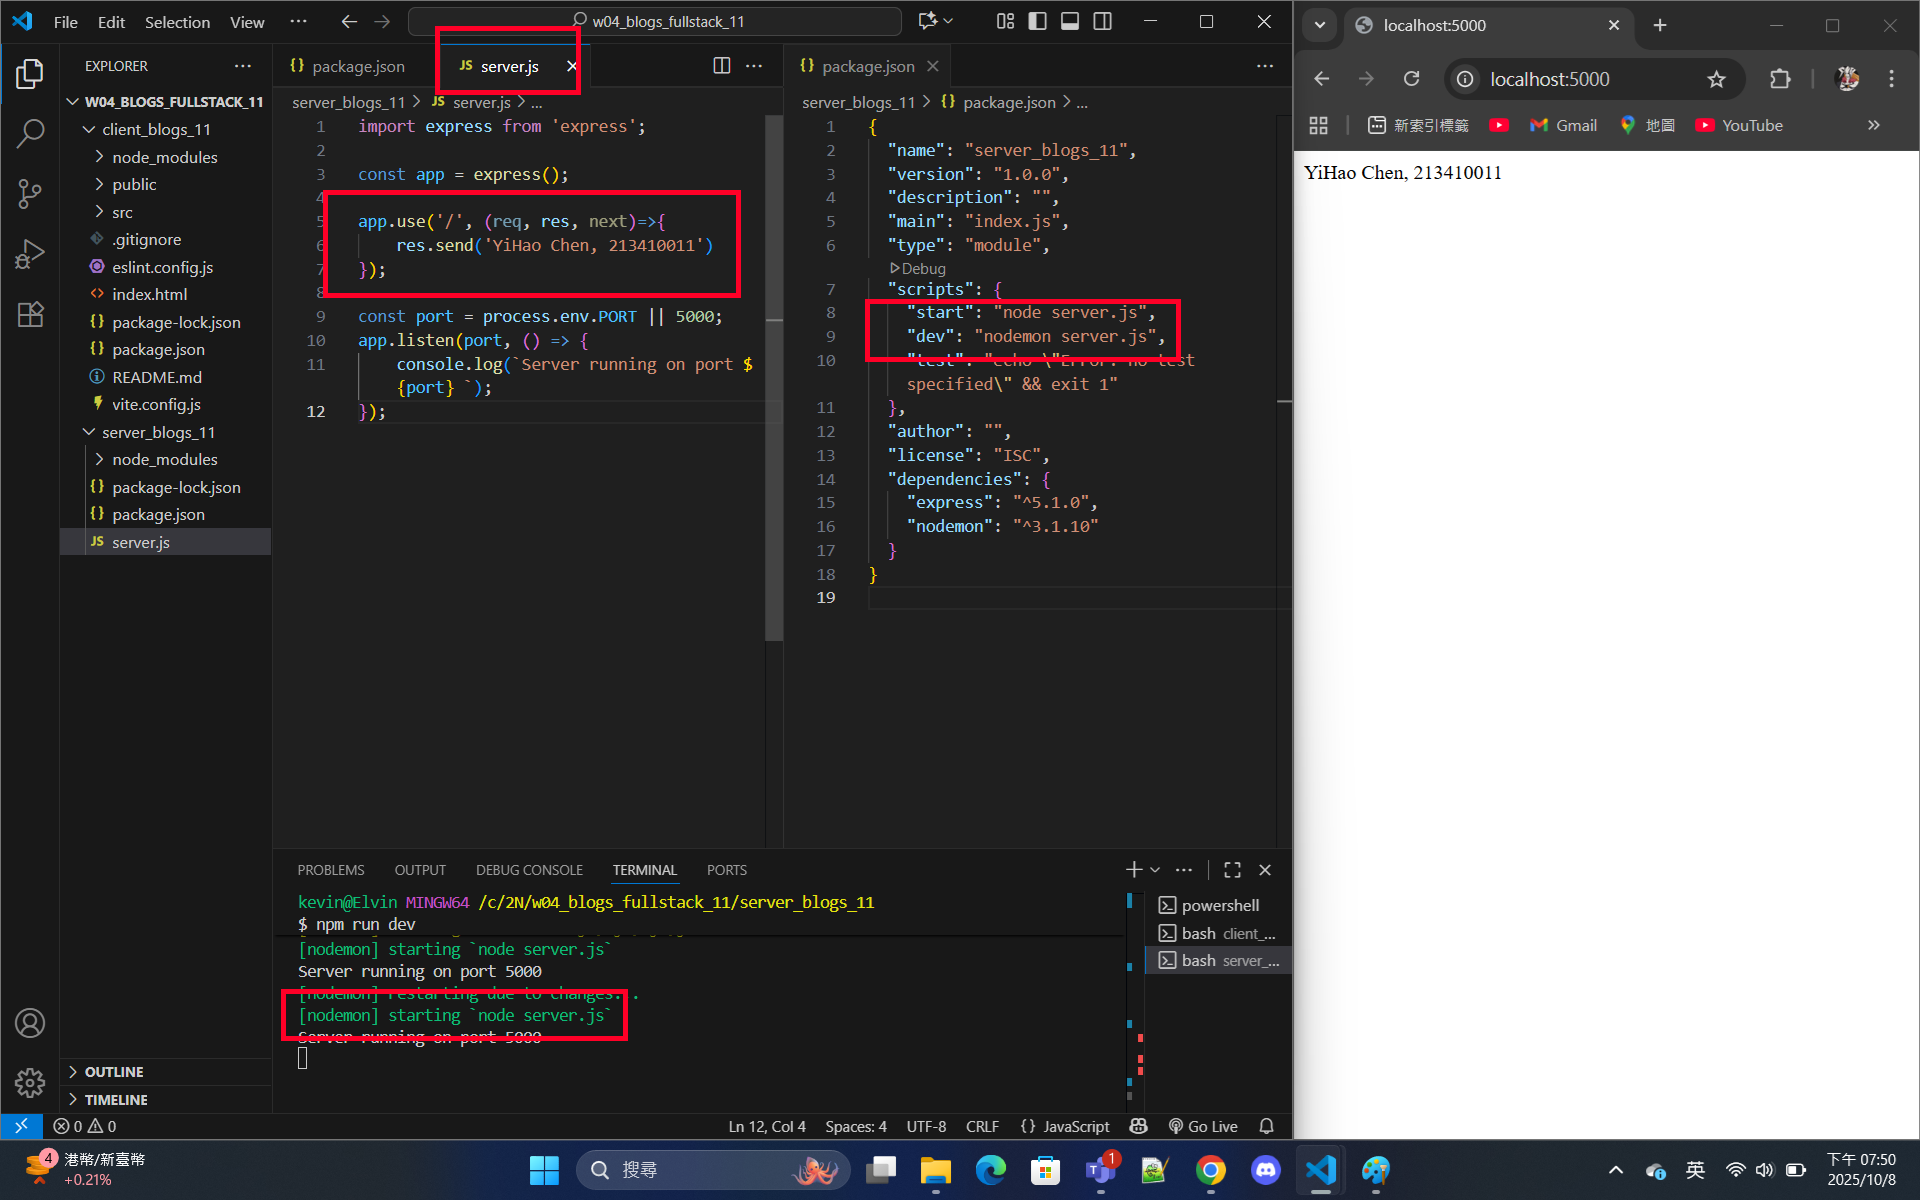 File Edit Selection View ··· w04_blogs_fullstack_11
EXPLORER ···
W04_BLOGS_FULLSTACK_11
client_blogs_11
node_modules
public
src
.gitignore
eslint.config.js
index.html
package-lock.json
package.json
README.md
vite.config.js
server_blogs_11
node_modules
package-lock.json
package.json
server.js
OUTLINE
TIMELINE
package.json server.js
server_blogs_11 > server.js > ...
1 import express from 'express';
2
3 const app = express();
4
5 app.use('/', (req, res, next)=>{
6 res.send('YiHao Chen, 213410011')
7 });
8
9 const port = process.env.PORT || 5000;
10 app.listen(port, () => {
11 console.log(`Server running on port $
{port} `);
12 });
package.json
server_blogs_11 > package.json > ...
1 {
2 "name": "server_blogs_11",
3 "version": "1.0.0",
4 "description": "",
5 "main": "index.js",
6 "type": "module",
Debug
7 "scripts": {
8 "start": "node server.js",
9 "dev": "nodemon server.js",
10 "test": "echo \"Error: no test
specified\" && exit 1"
11 },
12 "author": "",
13 "license": "ISC",
14 "dependencies": {
15 "express": "^5.1.0",
16 "nodemon": "^3.1.10"
17 }
18 }
19
PROBLEMS OUTPUT DEBUG CONSOLE TERMINAL PORTS
kevin@Elvin MINGW64 /c/2N/w04_blogs_fullstack_11/server_blogs_11
$ npm run dev
[nodemon] starting `node server.js`
Server running on port 5000
[nodemon] restarting due to changes...
[nodemon] starting `node server.js`
Server running on port 5000
powershell
bash client_...
bash server_...
0 0 Ln 12, Col 4 Spaces: 4 UTF-8 CRLF {} JavaScript Go Live
localhost:5000
localhost:5000
新索引標籤 Gmail 地圖 YouTube
YiHao Chen, 213410011
4 港幣/新臺幣
+0.21%
搜尋
1
英
下午 07:50
2025/10/8